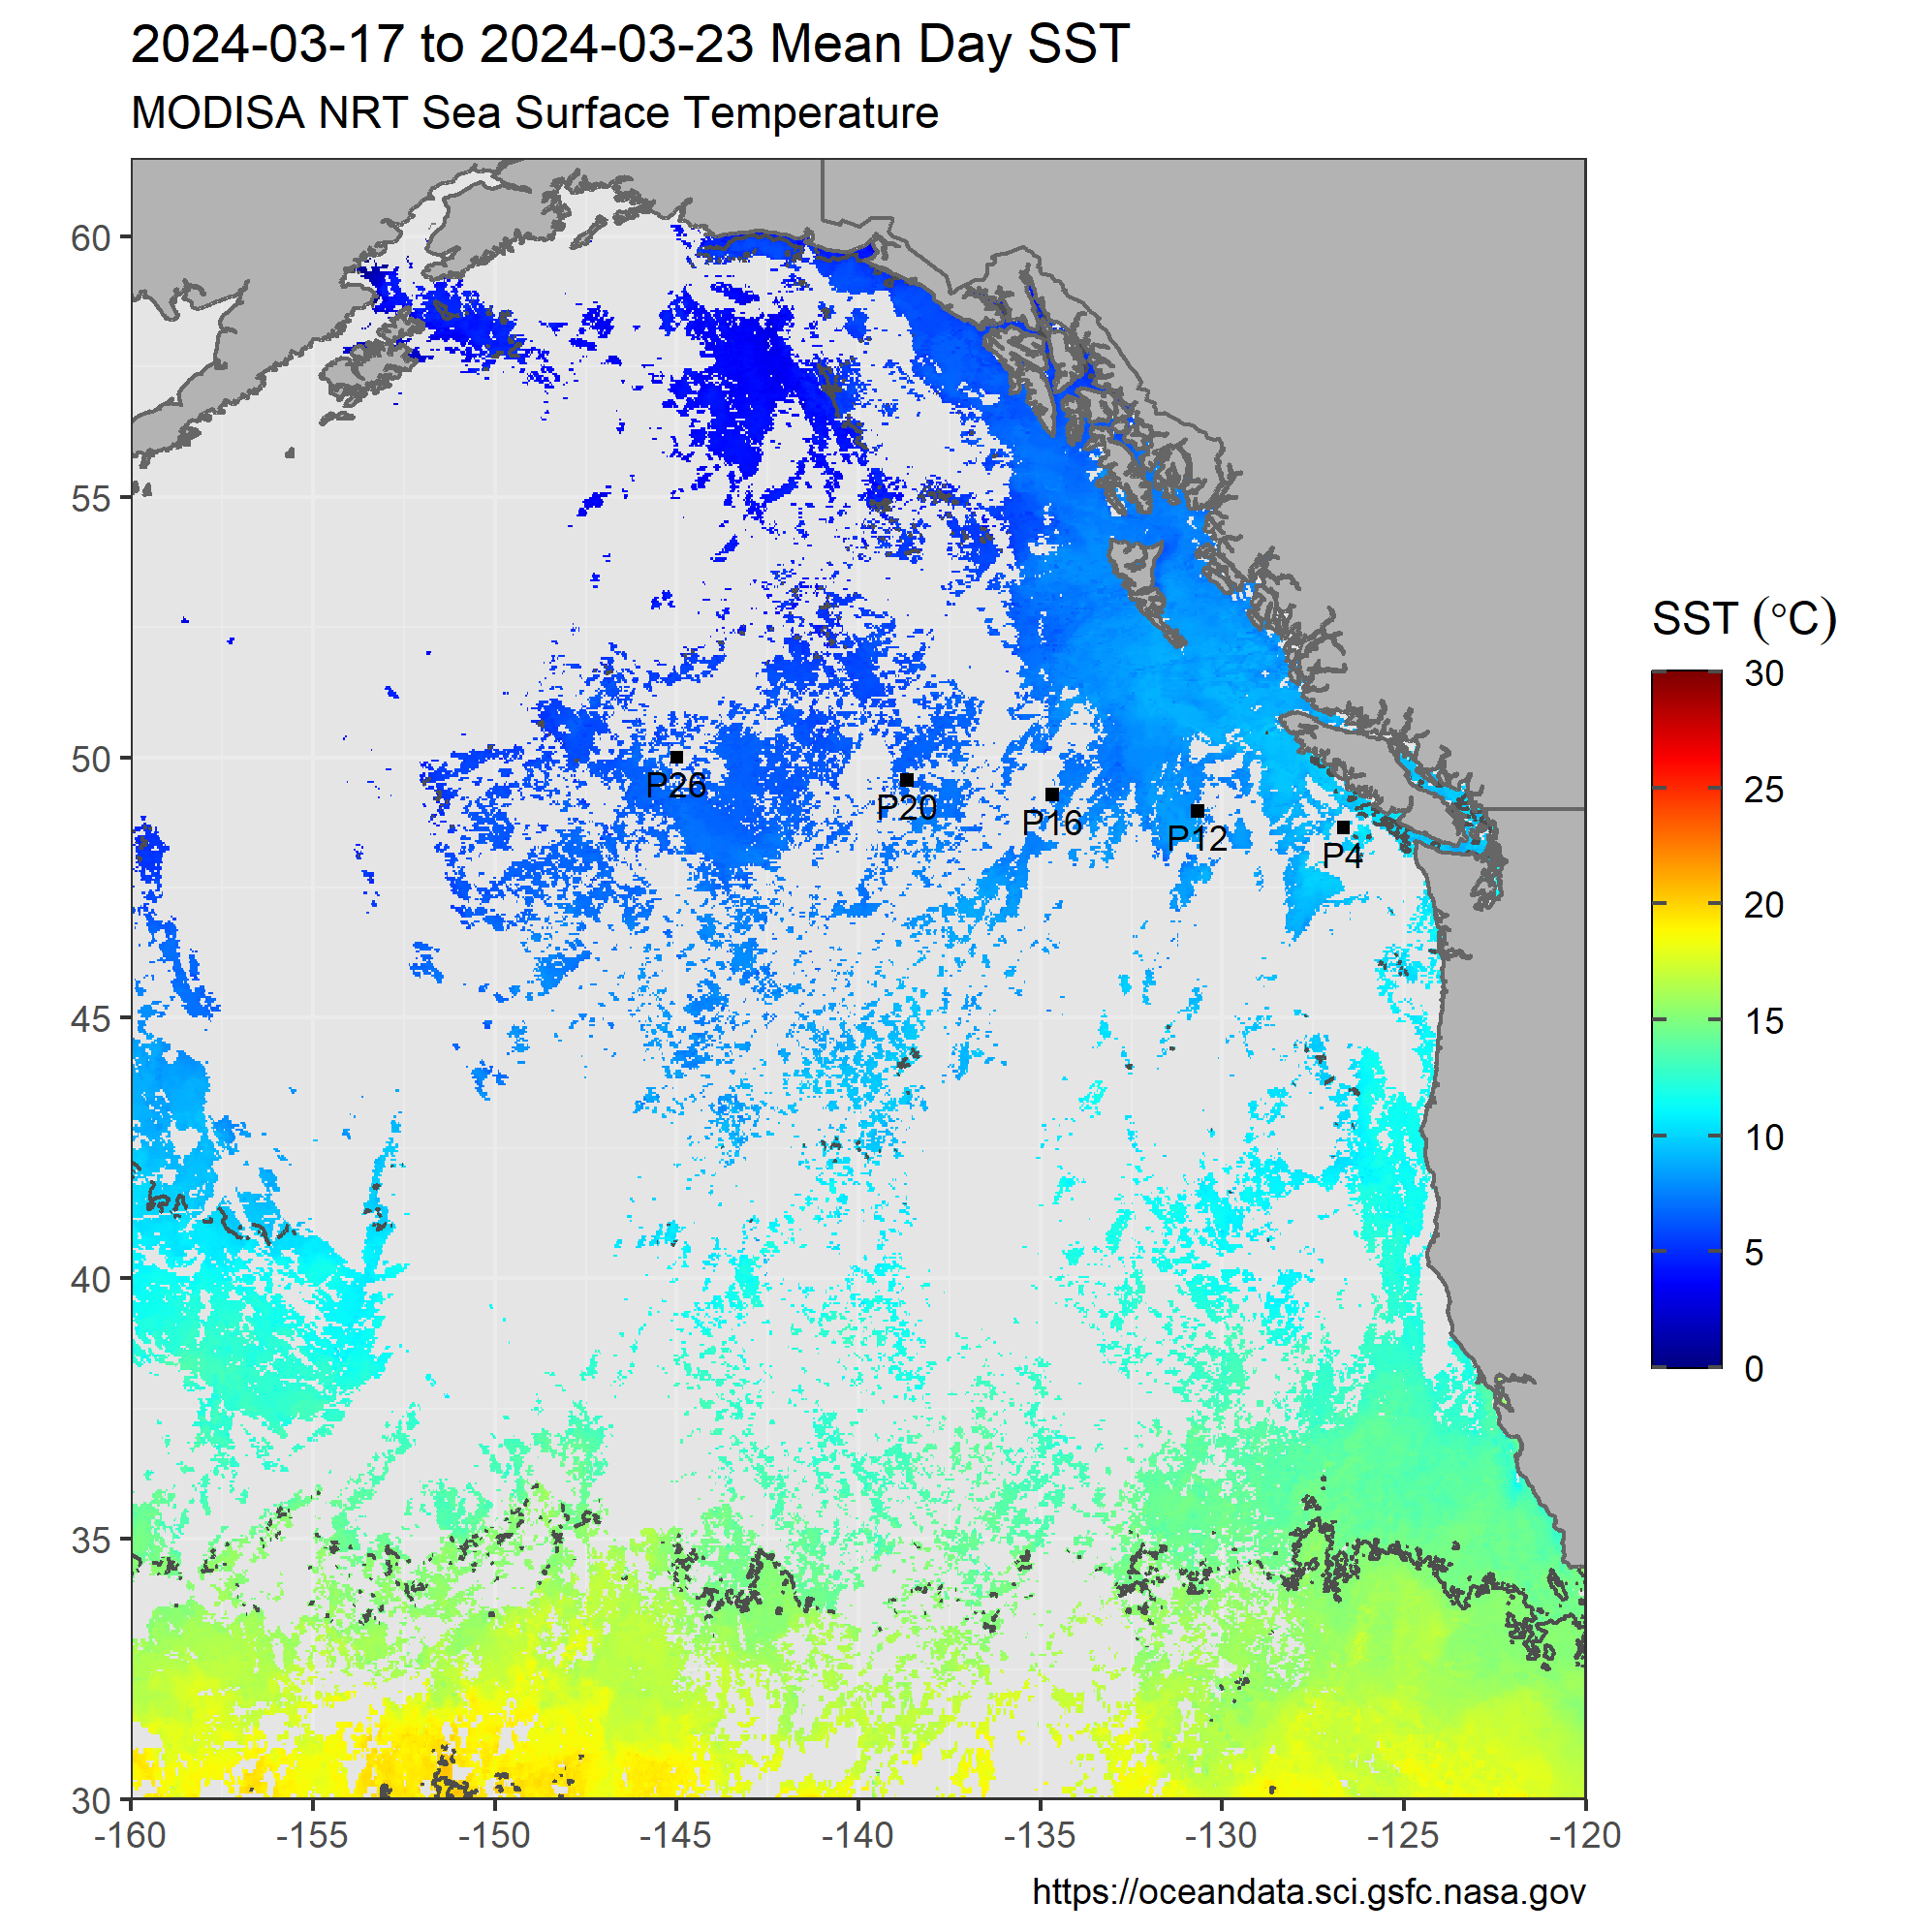 2024-03-17 to 2024-03-23 Mean Day SST
MODISA NRT Sea Surface Temperature
60
55
50
45
40
35
30
-160
-155
-150
-145
-140
-135
-130
-125
-120
P26
P20
P16
P12
P4
SST (°C)
30
25
20
15
10
5
0
https://oceandata.sci.gsfc.nasa.gov